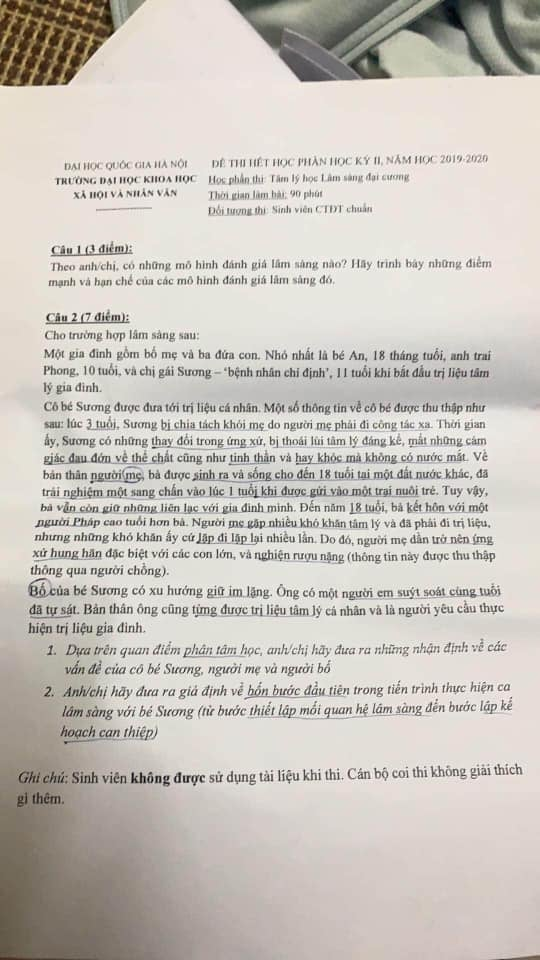 ĐẠI HỌC QUỐC GIA HÀ NỘI
TRƯỜNG ĐẠI HỌC KHOA HỌC
XÃ HỘI VÀ NHÂN VĂN
ĐỀ THI HẾT HỌC PHẦN HỌC KỲ II, NĂM HỌC 2019-2020
Học phần thi: Tâm lý học Lâm sàng đại cương
Thời gian làm bài: 90 phút
Đối tượng thi: Sinh viên CTĐT chuẩn
Câu 1 (3 điểm):
Theo anh/chị, có những mô hình đánh giá lâm sàng nào? Hãy trình bày những điểm
mạnh và hạn chế của các mô hình đánh giá lâm sàng đó.
Câu 2 (7 điểm):
Cho trường hợp lâm sàng sau:
Một gia đình gồm bố mẹ và ba đứa con. Nhỏ nhất là bé An, 18 tháng tuổi, anh trai
Phong, 10 tuổi, và chị gái Sương – ‘bệnh nhân chỉ định’, 11 tuổi khi bắt đầu trị liệu tâm
lý gia đình.
Cô bé Sương được đưa tới trị liệu cá nhân. Một số thông tin về cô bé được thu thập như
sau: lúc 3 tuổi, Sương bị chia tách khỏi mẹ do người mẹ phải đi công tác xa. Thời gian
ấy, Sương có những thay đổi trong ứng xử, bị thoái lùi tâm lý đáng kể, mất những cảm
giác đau đớn về thể chất cũng như tinh thần và hay khóc mà không có nước mắt. Về
bản thân người mẹ, bà được sinh ra và sống cho đến 18 tuổi tại một đất nước khác, đã
trải nghiệm một sang chấn vào lúc 1 tuổi khi được gửi vào một trại nuôi trẻ. Tuy vậy,
bà vẫn còn giữ những liên lạc với gia đình mình. Đến năm 18 tuổi, bà kết hôn với một
người Pháp cao tuổi hơn bà. Người mẹ gặp nhiều khó khăn tâm lý và đã phải đi trị liệu,
nhưng những khó khăn ấy cứ lặp đi lặp lại nhiều lần. Do đó, người mẹ dần trở nên ứng
xử hung hãn đặc biệt với các con lớn, và nghiện rượu nặng (thông tin này được thu thập
thông qua người chồng).
Bố của bé Sương có xu hướng giữ im lặng. Ông có một người em suýt soát cùng tuổi
đã tự sát. Bản thân ông cũng từng được trị liệu tâm lý cá nhân và là người yêu cầu thực
hiện trị liệu gia đình.
1. Dựa trên quan điểm phân tâm học, anh/chị hãy đưa ra những nhận định về các
vấn đề của cô bé Sương, người mẹ và người bố
2. Anh/chị hãy đưa ra giả định về bốn bước đầu tiên trong tiến trình thực hiện ca
lâm sàng với bé Sương (từ bước thiết lập mối quan hệ lâm sàng đến bước lập kế
hoạch can thiệp)
Ghi chú: Sinh viên không được sử dụng tài liệu khi thi. Cán bộ coi thi không giải thích
gì thêm.